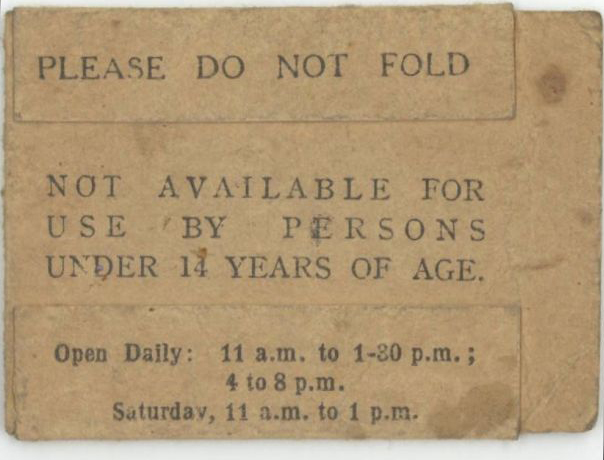 PLEASE DO NOT FOLD
NOT AVAILABLE FOR
USE BY PERSONS
UNDER 14 YEARS OF AGE.
Open Daily: 11 a.m. to 1-30 p.m.;
4 to 8 p.m.
Saturday, 11 a.m. to 1 p.m.